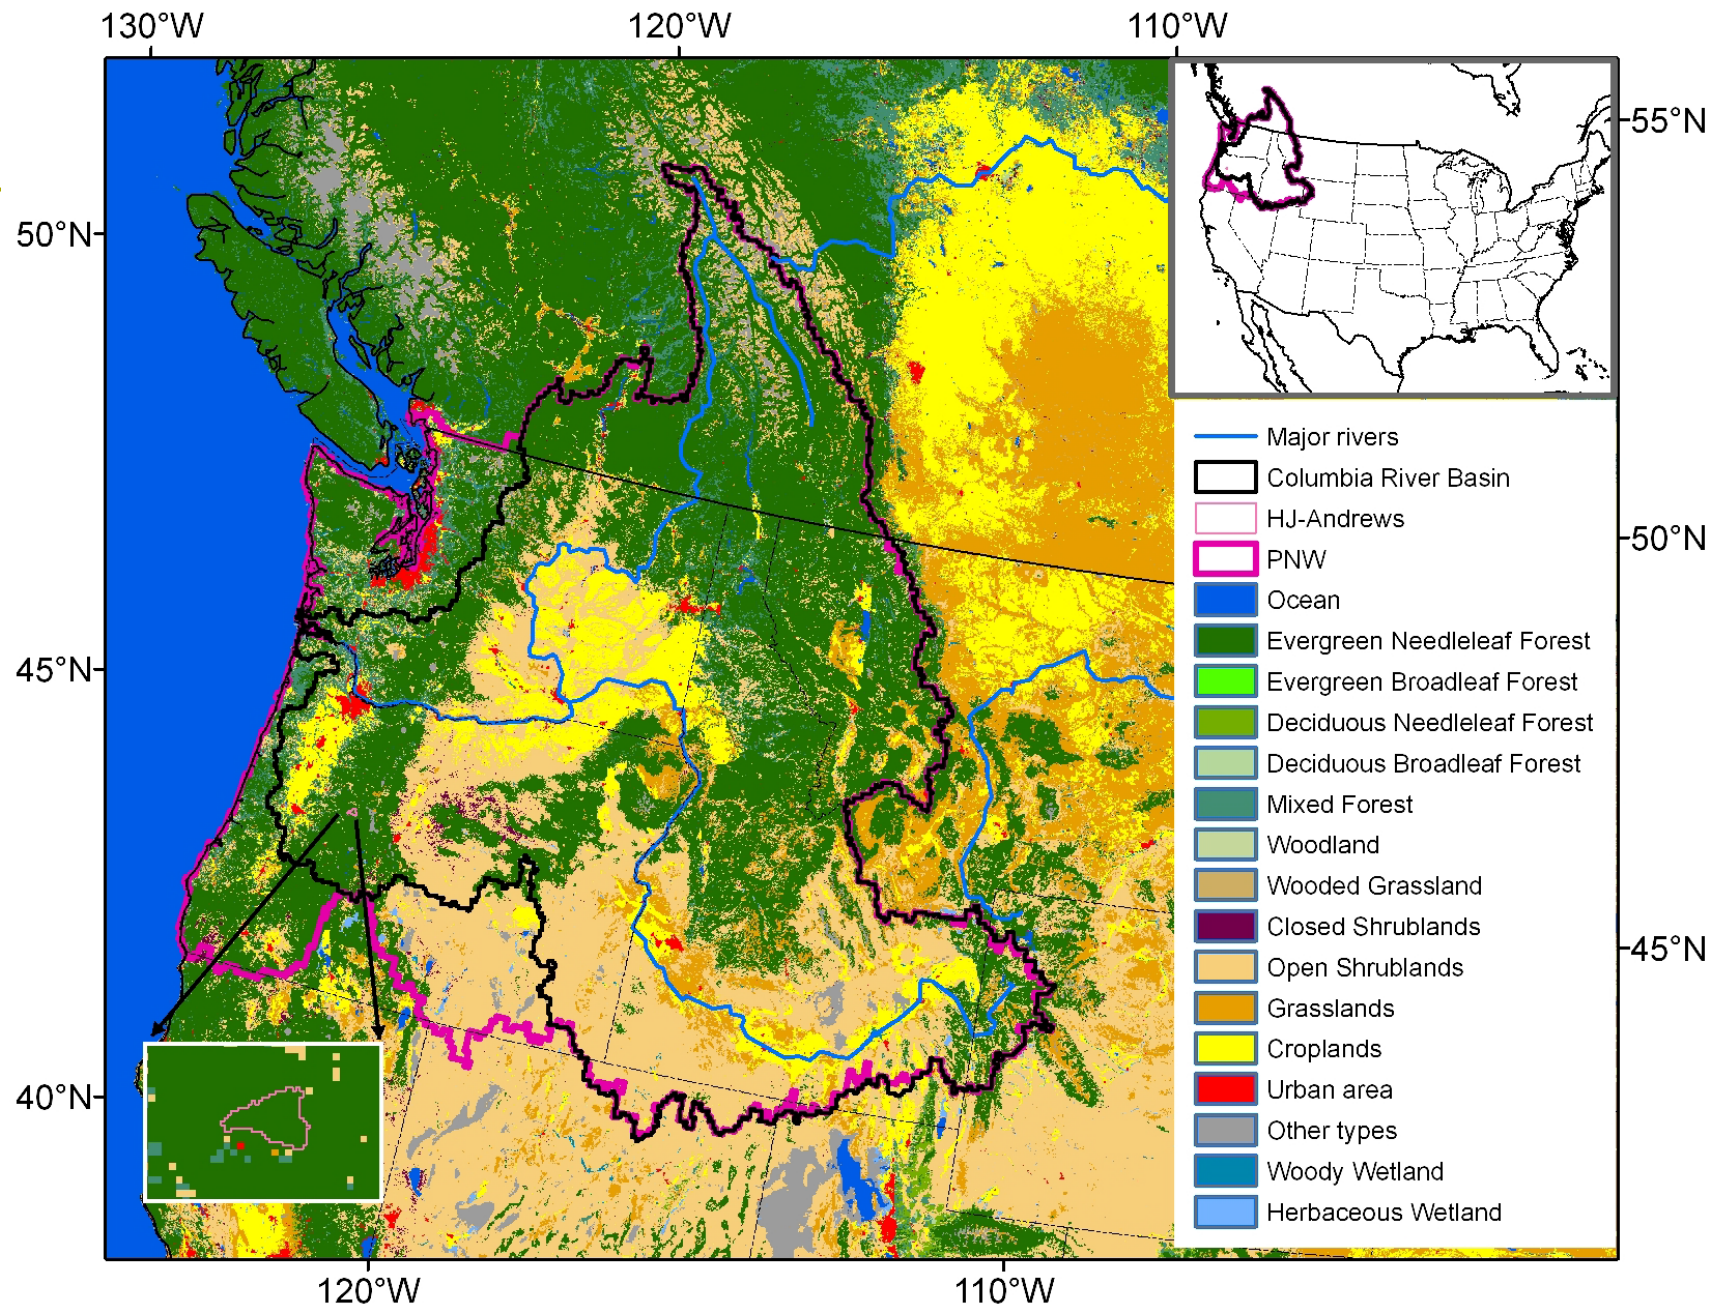 130°W 120°W 110°W
55°N
50°N
50°N
45°N
45°N
40°N
120°W 110°W
Major rivers
Columbia River Basin
HJ-Andrews
PNW
Ocean
Evergreen Needleleaf Forest
Evergreen Broadleaf Forest
Deciduous Needleleaf Forest
Deciduous Broadleaf Forest
Mixed Forest
Woodland
Wooded Grassland
Closed Shrublands
Open Shrublands
Grasslands
Croplands
Urban area
Other types
Woody Wetland
Herbaceous Wetland